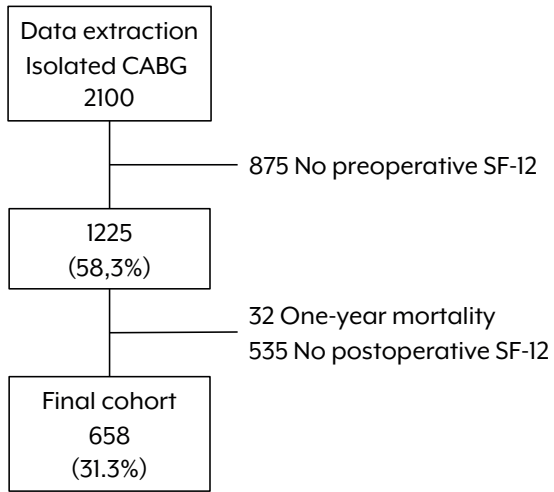 Data extraction
Isolated CABG
2100
875 No preoperative SF-12
1225
(58,3%)
32 One-year mortality
535 No postoperative SF-12
Final cohort
658
(31.3%)